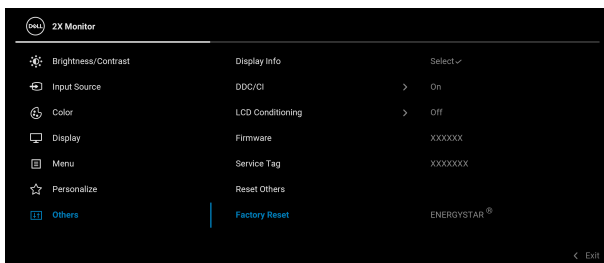 DELL 2X Monitor
Brightness/Contrast Display Info Select✓
Input Source DDC/CI > On
Color LCD Conditioning > Off
Display Firmware XXXXXX
Menu Service Tag XXXXXXX
Personalize Reset Others
Others Factory Reset ENERGYSTAR ®
< Exit